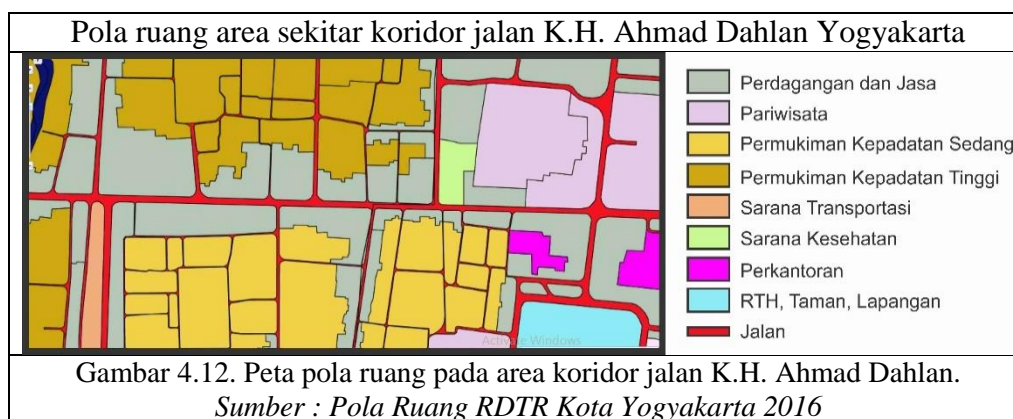 Pola ruang area sekitar koridor jalan K.H. Ahmad Dahlan Yogyakarta
Perdagangan dan Jasa
Pariwisata
Permukiman Kepadatan Sedang
Permukiman Kepadatan Tinggi
Sarana Transportasi
Sarana Kesehatan
Perkantoran
RTH, Taman, Lapangan
Jalan
Activate Windows
Gambar 4.12. Peta pola ruang pada area koridor jalan K.H. Ahmad Dahlan.
Sumber : Pola Ruang RDTR Kota Yogyakarta 2016